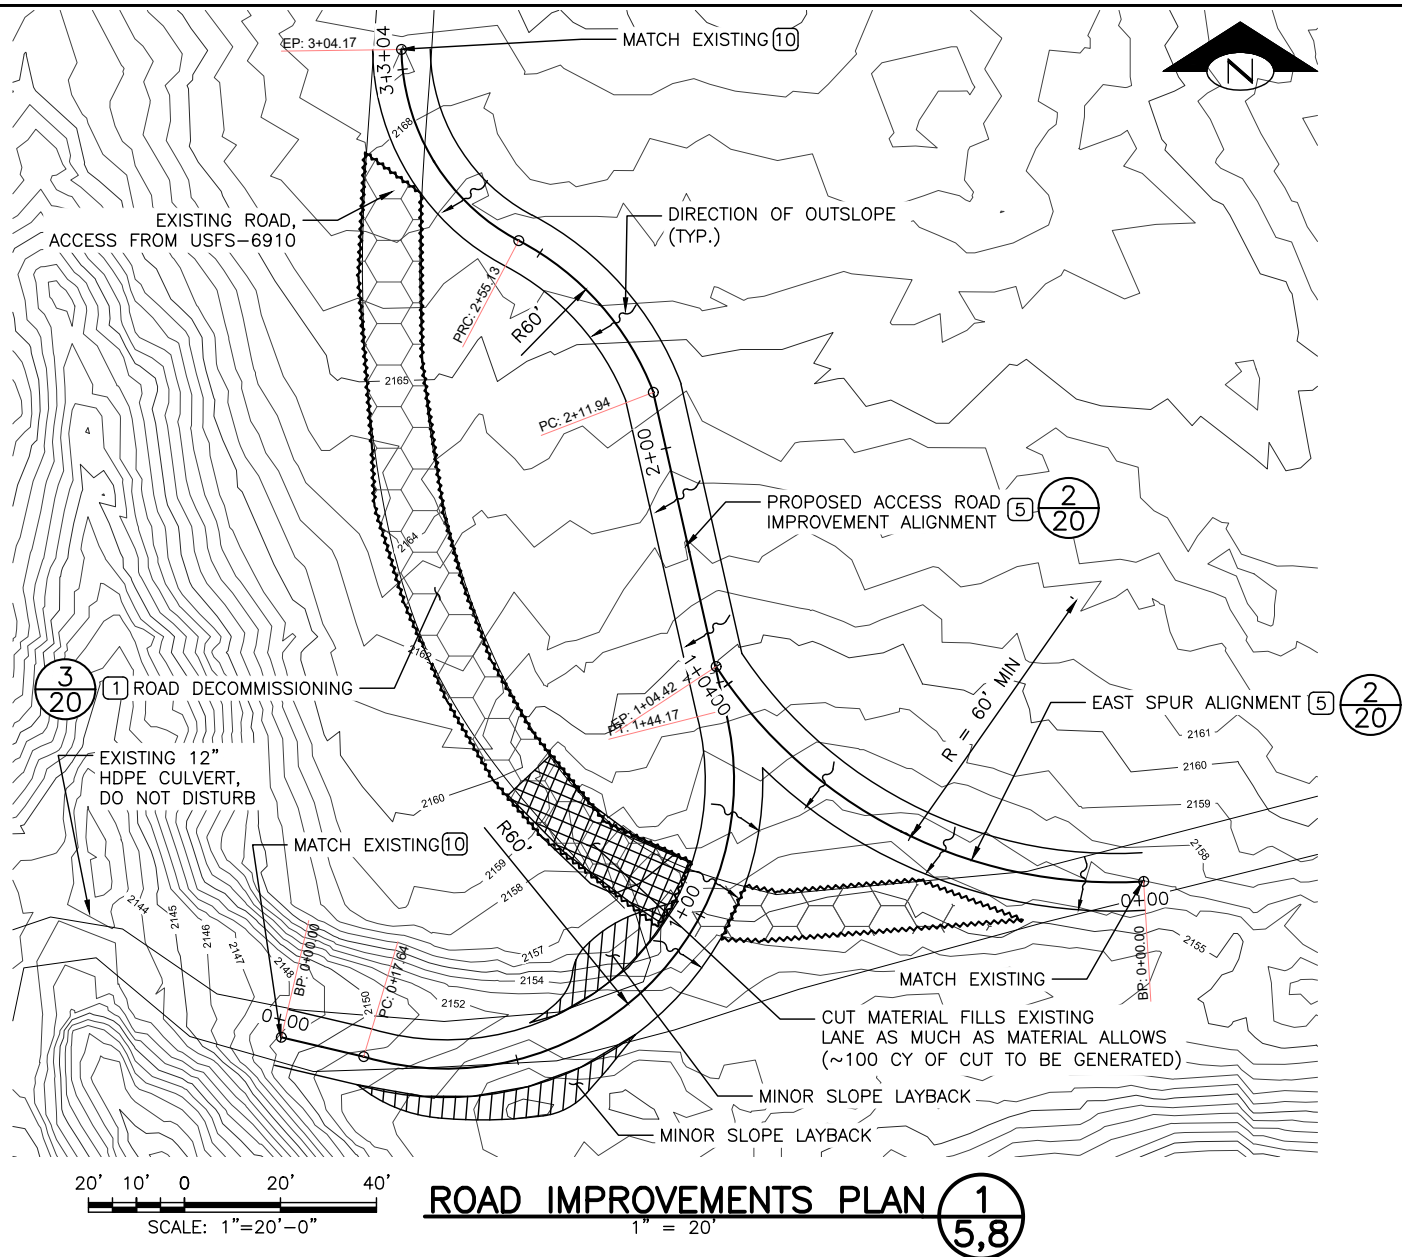 EP: 3+04.17
3+3+04
MATCH EXISTING 10
N
2168
EXISTING ROAD,
ACCESS FROM USFS-6910
DIRECTION OF OUTSLOPE
(TYP.)
PRC: 2+55.13
R60'
2165
PC: 2+11.94
2+00
PROPOSED ACCESS ROAD 5
IMPROVEMENT ALIGNMENT
2
20
2164
2162
3
20
1 ROAD DECOMMISSIONING
EP: 1+04.42
PT: 1+44.17
1+0400
R = 60' MIN
EAST SPUR ALIGNMENT 5
2
20
2161
2160
2159
2158
EXISTING 12"
HDPE CULVERT,
DO NOT DISTURB
2160
MATCH EXISTING 10
R60'
2159
2158
1+00
0+00
2144
2145
2146
2147
2148
BP: 0+00.00
2150
PC: 0+17.64
2152
2157
2154
2155
BP: 0+00.00
MATCH EXISTING
0+00
CUT MATERIAL FILLS EXISTING
LANE AS MUCH AS MATERIAL ALLOWS
(~100 CY OF CUT TO BE GENERATED)
MINOR SLOPE LAYBACK
MINOR SLOPE LAYBACK
20' 10' 0 20' 40'
SCALE: 1"=20'-0"
ROAD IMPROVEMENTS PLAN
1" = 20'
1
5,8